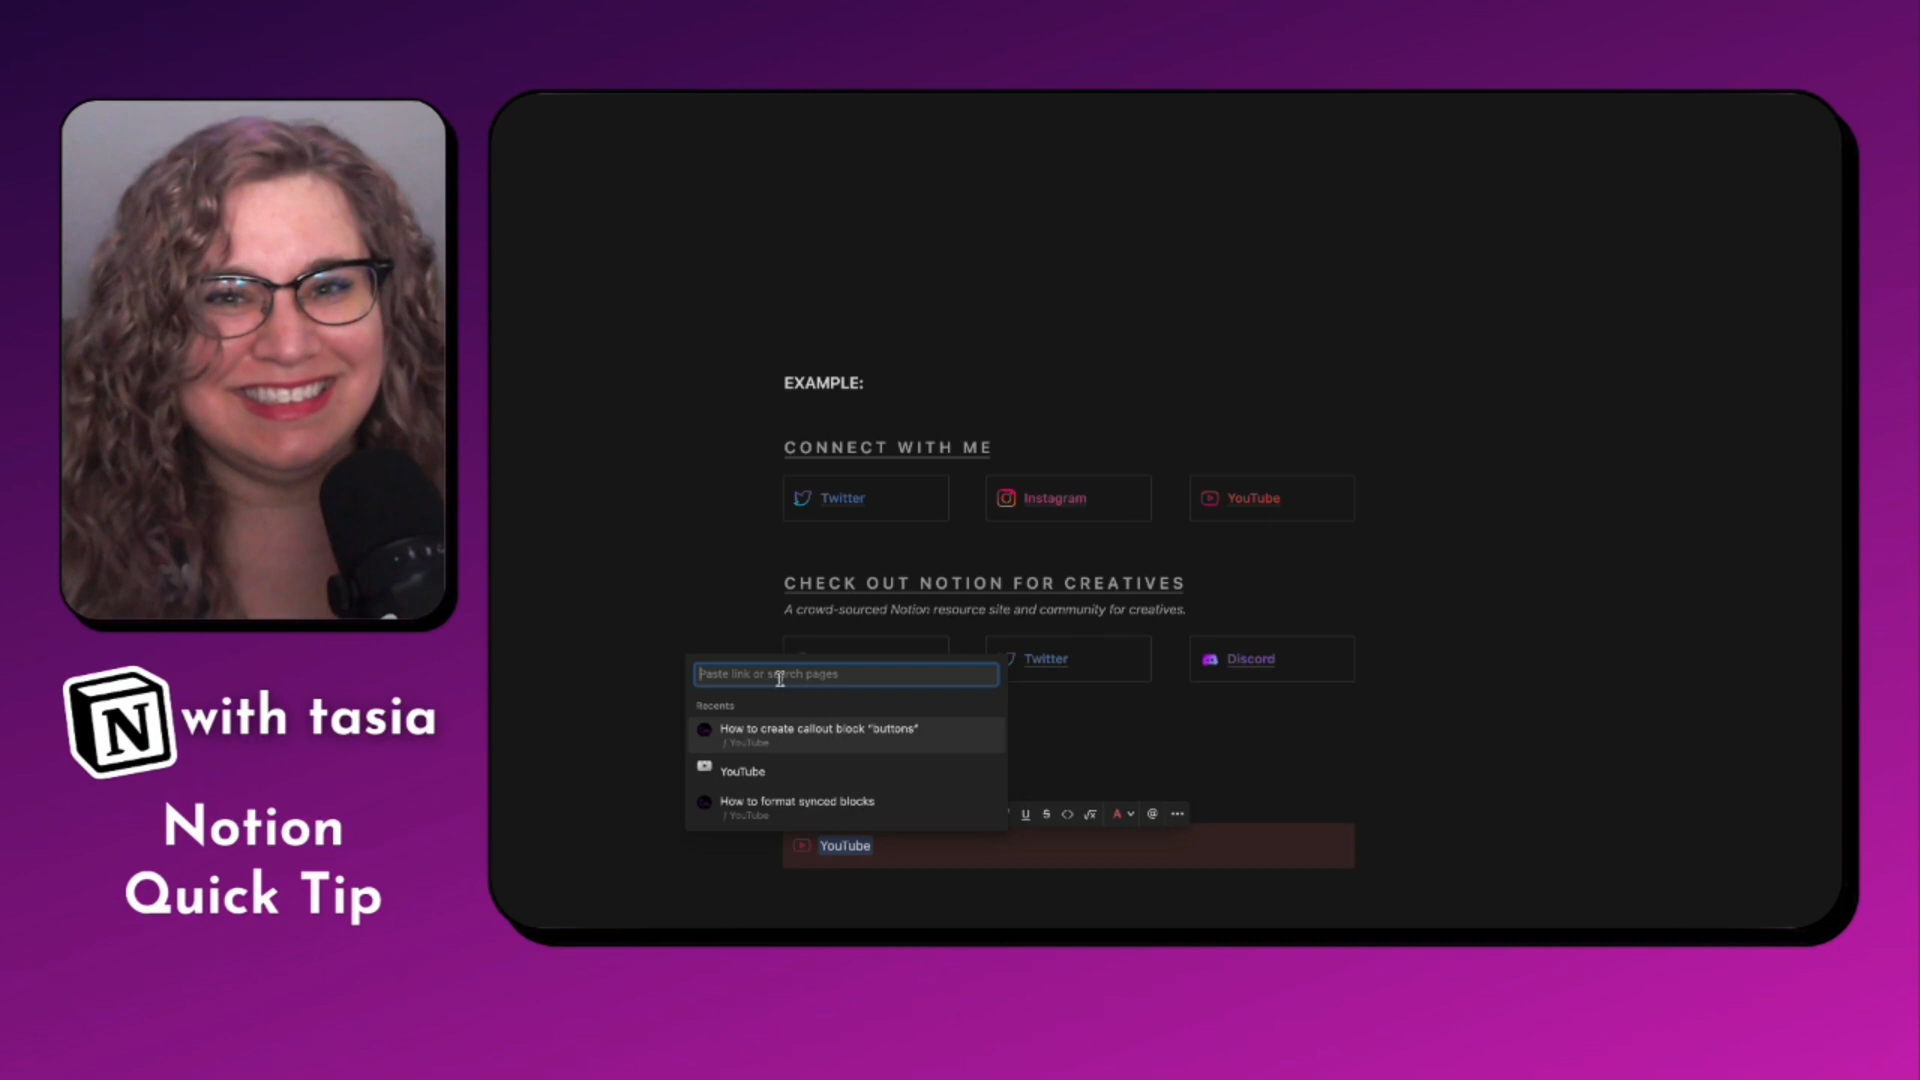 EXAMPLE:
CONNECT WITH ME
Twitter
Instagram
YouTube
CHECK OUT NOTION FOR CREATIVES
A crowd-sourced Notion resource site and community for creatives.
Twitter
Discord
Paste link or search pages
Recents
How to create callout block "buttons"
/ YouTube
YouTube
How to format synced blocks
/ YouTube
U S <> √x A @ •••
YouTube
N with tasia
Notion
Quick Tip